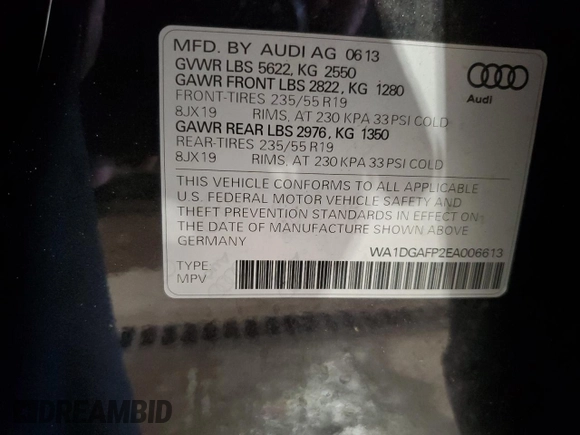 MFD. BY AUDI AG 0613
GVWR LBS 5622, KG 2550
GAWR FRONT LBS 2822, KG 1280
FRONT-TIRES 235/55 R19
8JX19 RIMS, AT 230 KPA 33 PSI COLD
GAWR REAR LBS 2976, KG 1350
REAR-TIRES 235/55 R19
8JX19 RIMS, AT 230 KPA 33 PSI COLD
Audi
THIS VEHICLE CONFORMS TO ALL APPLICABLE
U.S. FEDERAL MOTOR VEHICLE SAFETY AND
THEFT PREVENTION STANDARDS IN EFFECT ON
THE DATE OF MANUFACTURE SHOWN ABOVE
GERMANY
WA1DGAFP2EA006613
TYPE:
MPV
DREAMBID